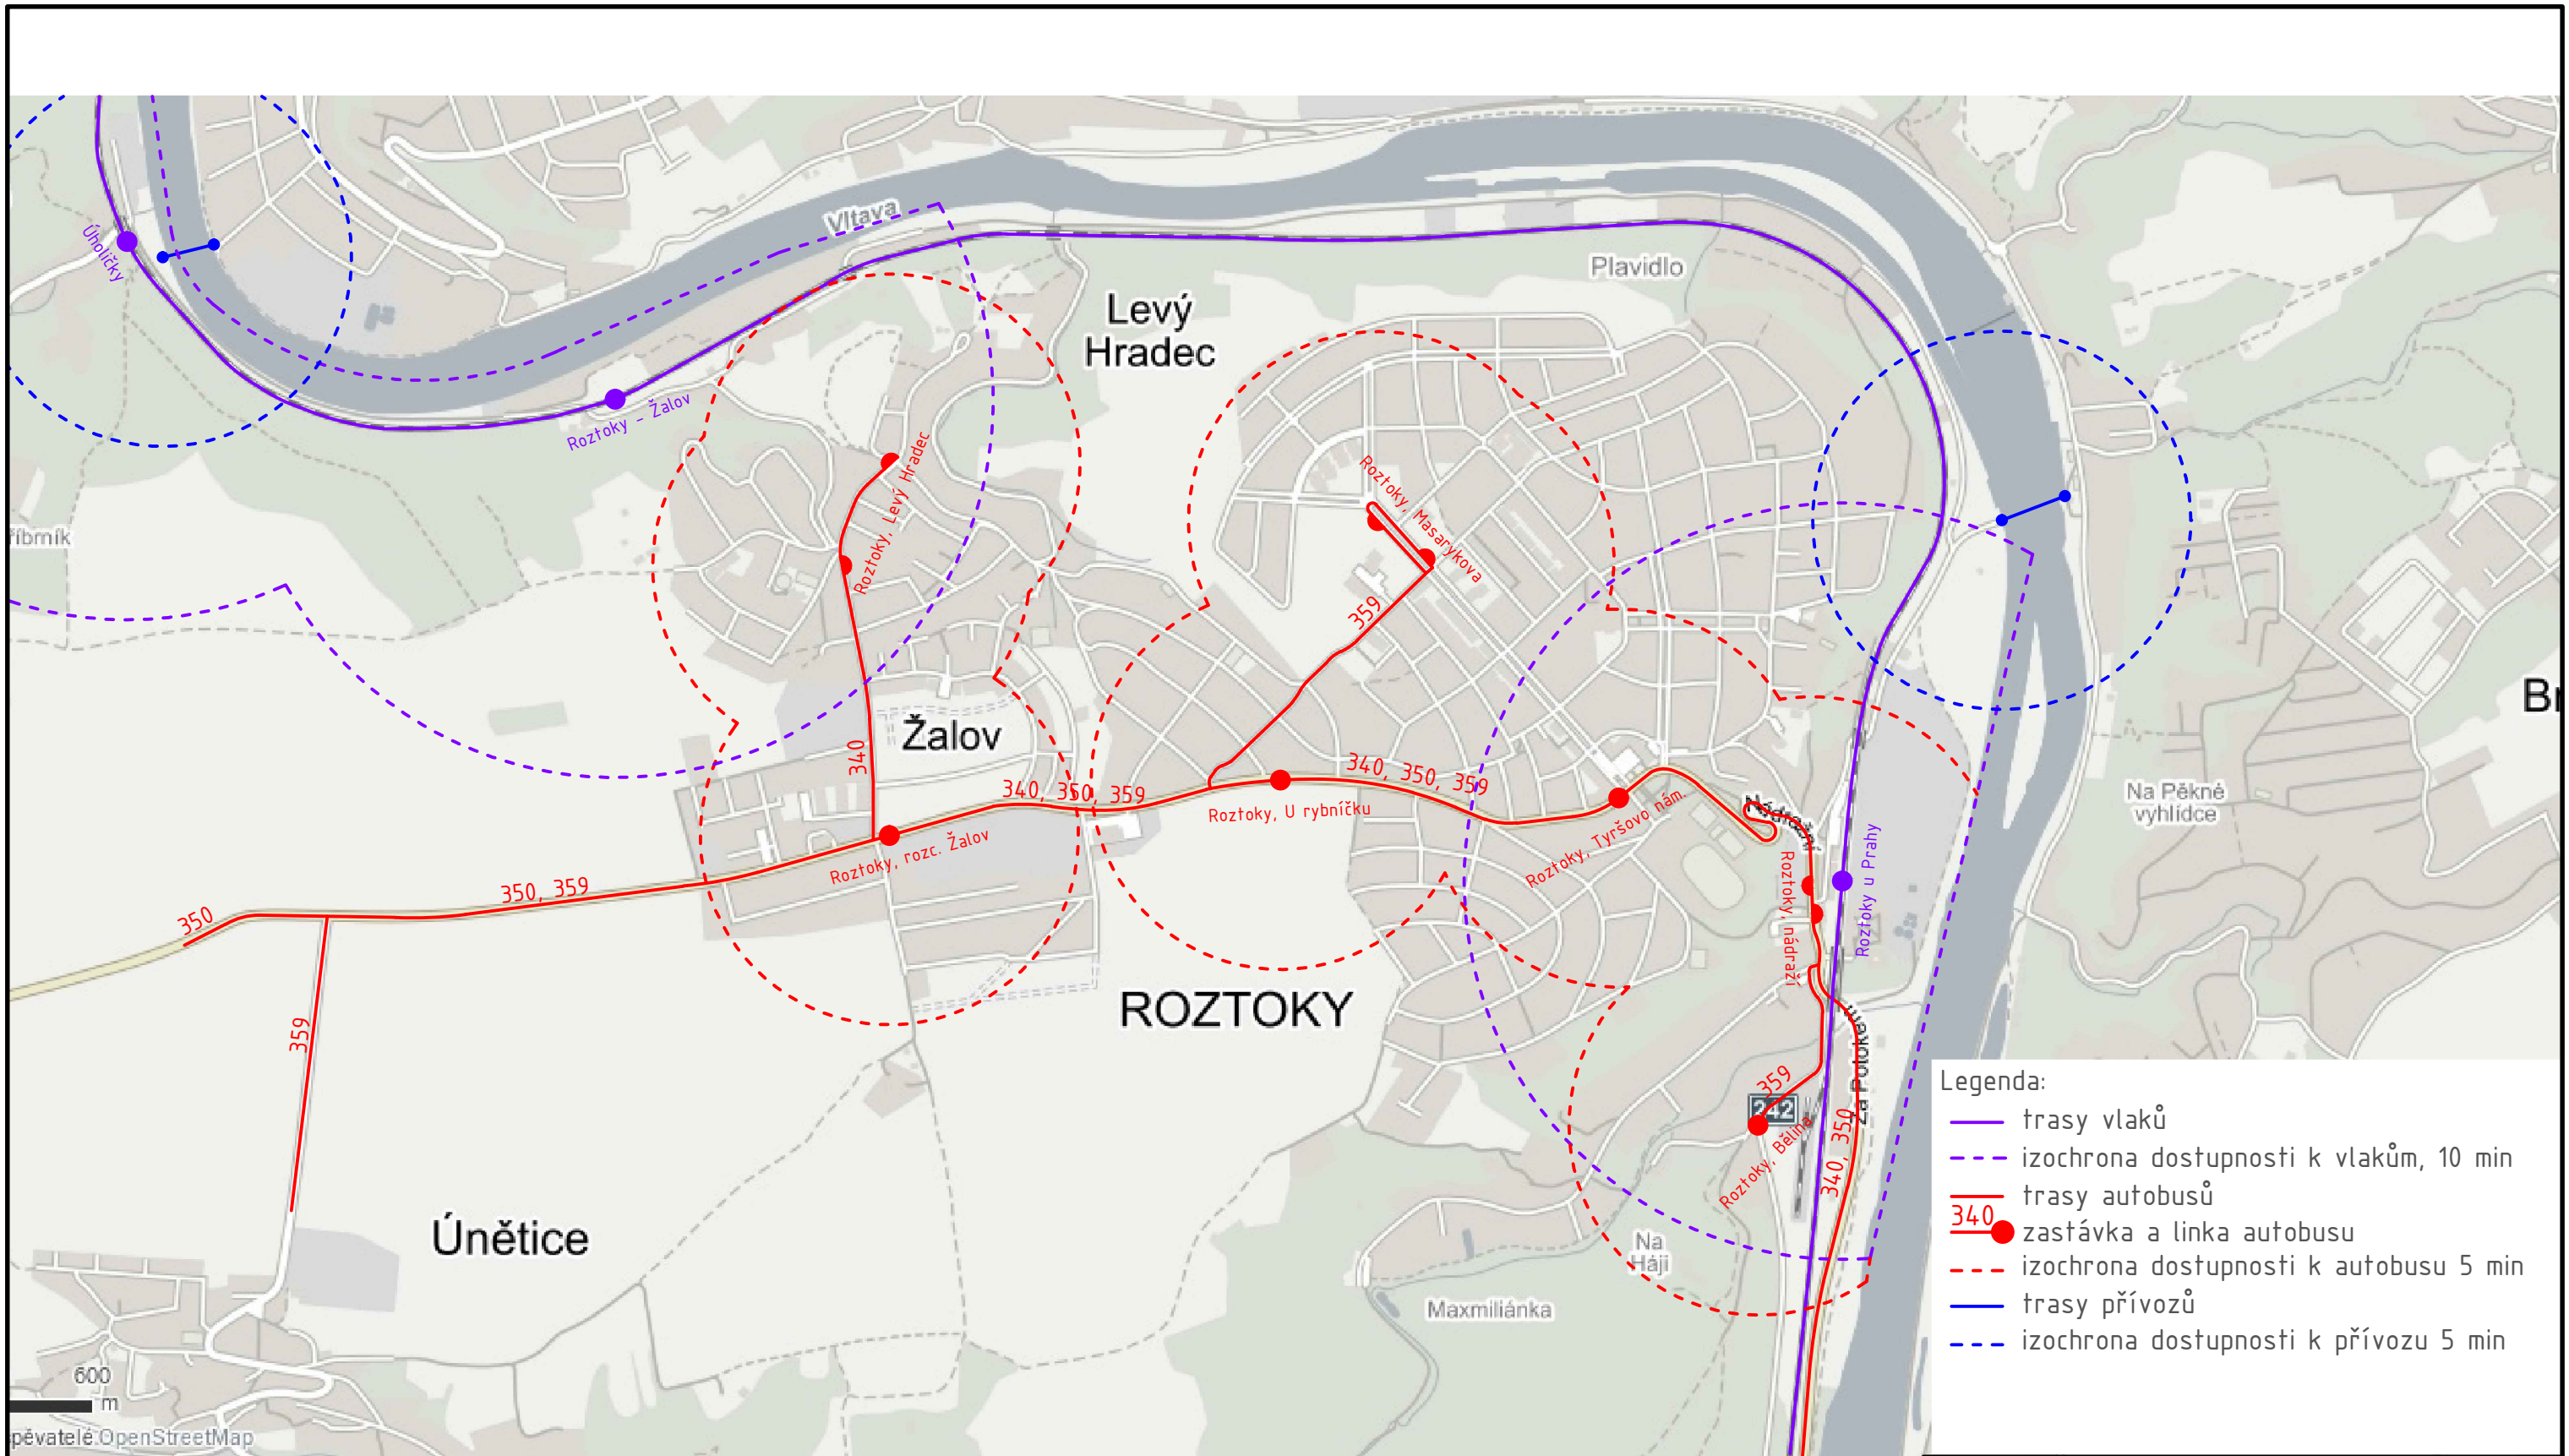 Vltava
Úholičky
Roztoky - Žalov
Levý
Hradec
Plavidlo
Roztoky, Levý Hradec
Roztoky, Masarykova
359
Žalov
340
340, 350, 359
340, 350, 359
Roztoky, U rybníčku
Roztoky, rozc. Žalov
Roztoky, Tyršovo nám.
Nádražní
Roztoky, nádraží
Roztoky u Prahy
Na Pěkné
vyhlídce
350
350, 359
359
ROZTOKY
359
242
Roztoky, Bělina
340, 350
Únětice
Na
Háji
Maxmiliánka
600
m
OpenStreetMap
Legenda:
trasy vlaků
izochrona dostupnosti k vlakům, 10 min
trasy autobusů
340
zastávka a linka autobusu
izochrona dostupnosti k autobusu 5 min
trasy přívozů
izochrona dostupnosti k přívozu 5 min